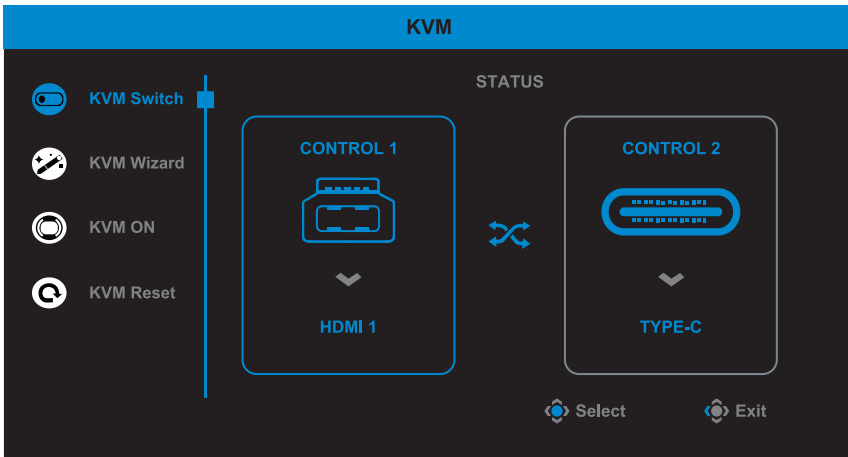 KVM
STATUS
KVM Switch
KVM Wizard
KVM ON
KVM Reset
CONTROL 1
HDMI 1
CONTROL 2
TYPE-C
Select
Exit